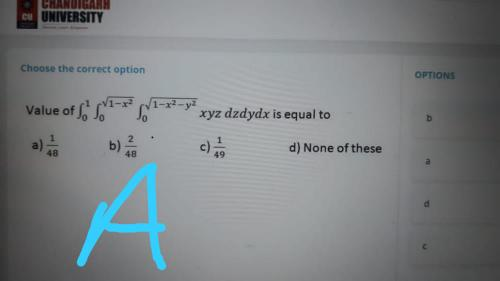 CHANDIGARH
CU UNIVERSITY
Choose the correct option
OPTIONS
Value of ∫₀¹ ∫₀^√(1−x²) ∫₀^√(1−x²−y²) xyz dzdydx is equal to
a) 1/48 b) 2/48 c) 1/49 d) None of these
b
a
d
c
A